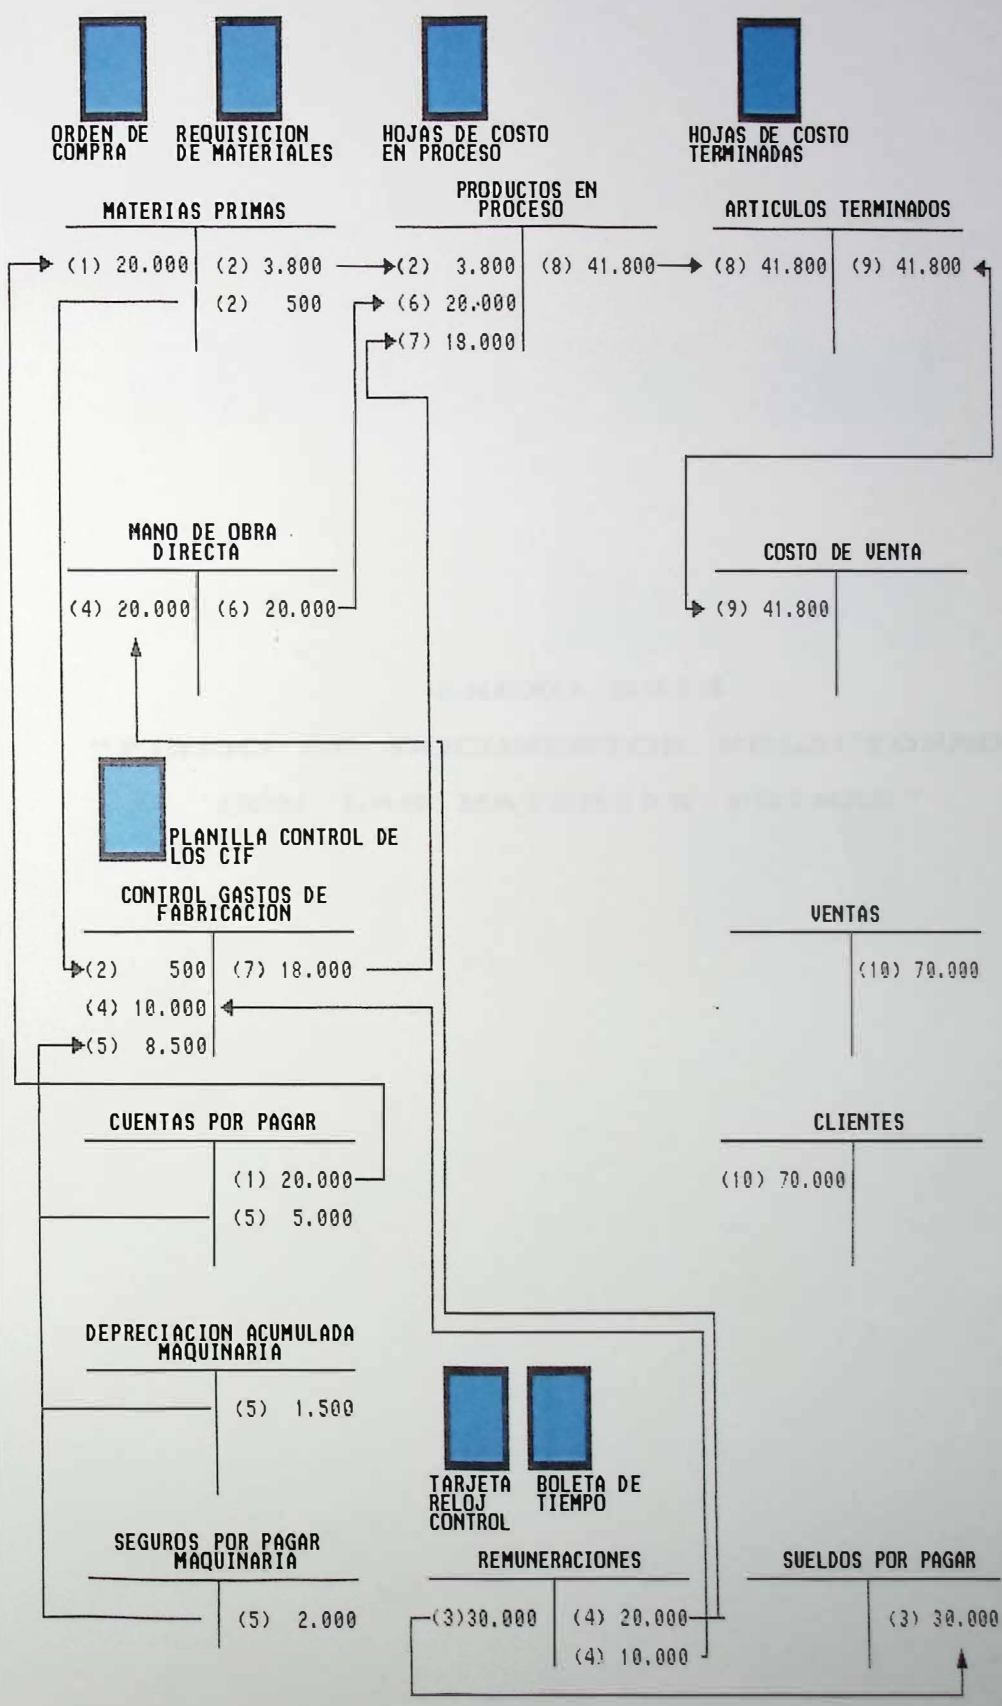 ORDEN DE
COMPRA
REQUISICION
DE MATERIALES
HOJAS DE COSTO
EN PROCESO
HOJAS DE COSTO
TERMINADAS
MATERIAS PRIMAS
(1) 20.000 (2) 3.800
(2) 500
PRODUCTOS EN
PROCESO
(2) 3.800 (8) 41.800
(6) 20.000
(7) 18.000
ARTICULOS TERMINADOS
(8) 41.800 (9) 41.800
MANO DE OBRA
DIRECTA
(4) 20.000 (6) 20.000
COSTO DE VENTA
(9) 41.800
PLANILLA CONTROL DE
LOS CIF
CONTROL GASTOS DE
FABRICACION
(2) 500 (7) 18.000
(4) 10.000
(5) 8.500
VENTAS
(10) 70.000
CUENTAS POR PAGAR
(1) 20.000
(5) 5.000
CLIENTES
(10) 70.000
DEPRECIACION ACUMULADA
MAQUINARIA
(5) 1.500
TARJETA
RELOJ
CONTROL
BOLETA DE
TIEMPO
SEGUROS POR PAGAR
MAQUINARIA
(5) 2.000
REMUNERACIONES
(3)30.000 (4) 20.000
(4) 10.000
SUELDOS POR PAGAR
(3) 30.000